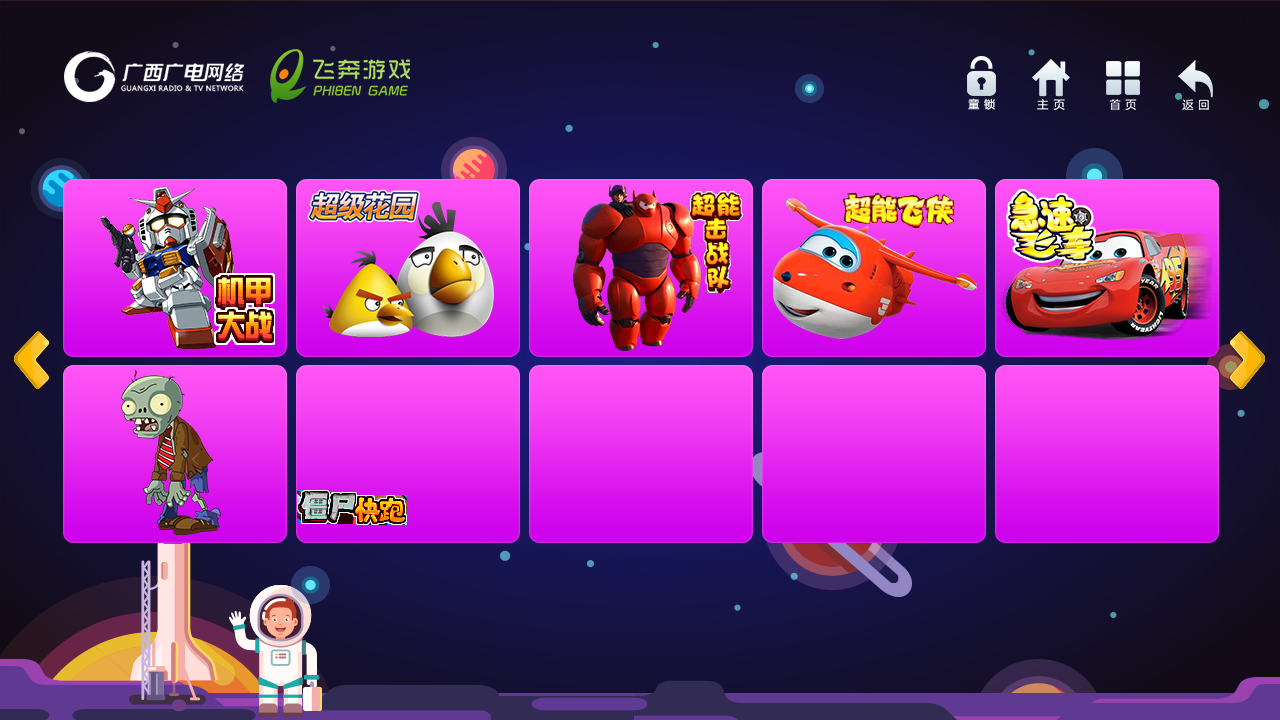 广西广电网络
GUANGXI RADIO & TV NETWORK
飞奔游戏
PHIBEN GAME
童锁
主页
首页
返回
机甲
大战
超级花园
超能
击战队
超能飞侠
急速
飞车
95
僵尸快跑